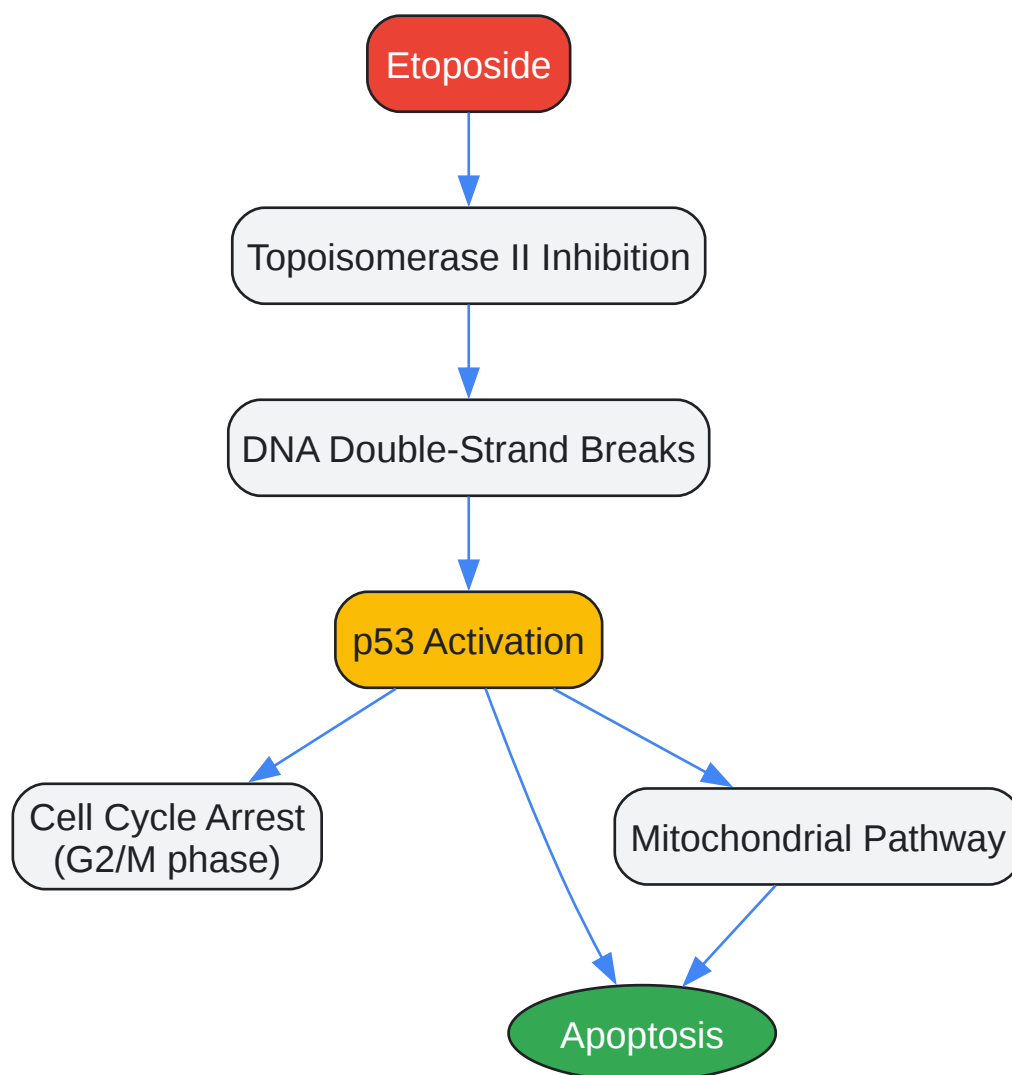 Etoposide
Topoisomerase II Inhibition
DNA Double-Strand Breaks
p53 Activation
Cell Cycle Arrest
(G2/M phase)
Mitochondrial Pathway
Apoptosis